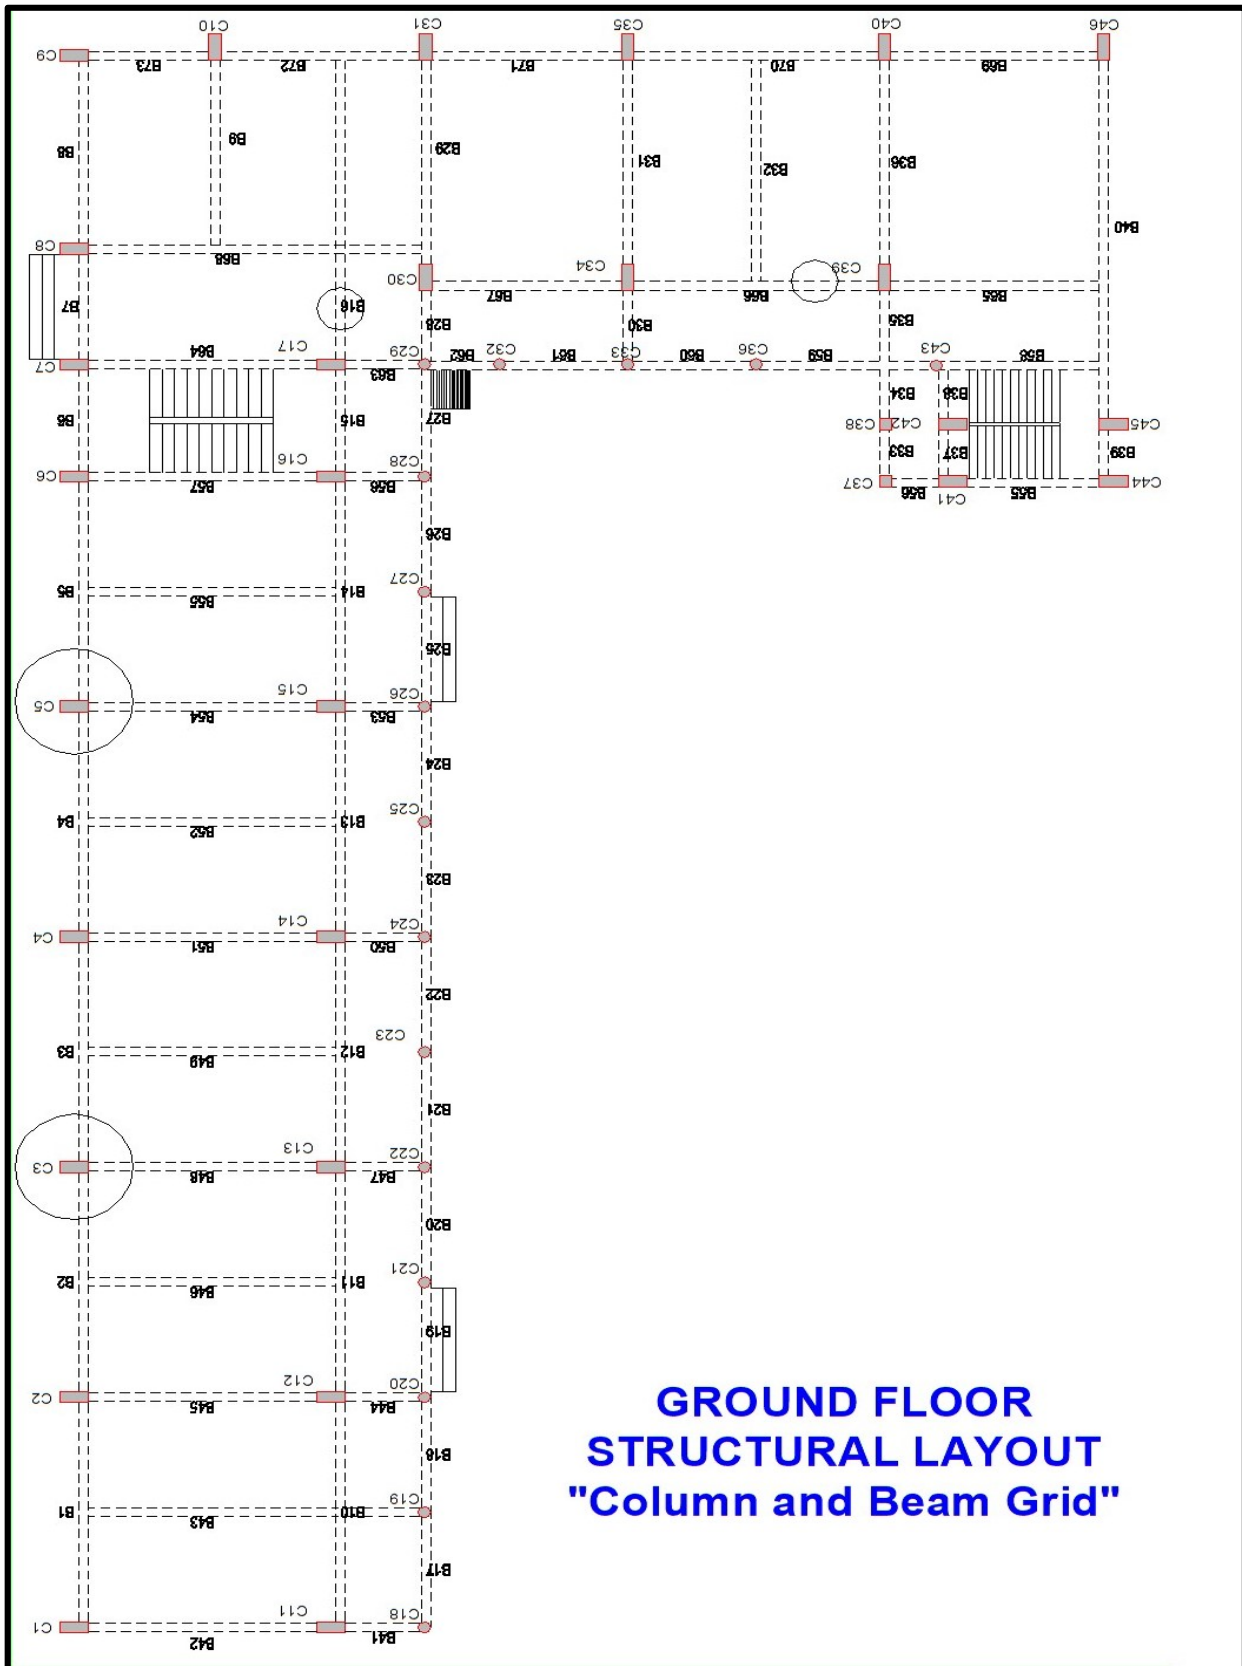 C10 C31 C35 C40 C46
C9
B73 B72 B71 B70 B69
B8 B9 B29 B31 B32 B36
B40
C8 B68
C30 C34 C39
B7 B16 B67 B66 B65
B28 B30 B35
B64 C17 C29 B62 C32 B61 C33 B60 C36 B59 C43 B58
C7 B63
B34 B38
B6 B15 B27 C38 C42 C45
B33 B37 B39
C16 C28
C6 B57 B56 C37 B56 C41 B55 C44
B26
C27
B5 B55 B14
B25
C15 C26
C5 B54 B53
B24
C25
B4 B52 B13
B23
C14 C24
C4 B51 B50
B22
C23
B3 B49 B12
B21
C13 C22
C3 B48 B47
B20
C21
B2 B46 B11
B19
C12 C20
C2 B45 B44
B18
C19
B1 B43 B10
B17
C11 C18
C1 B42 B41
GROUND FLOOR
STRUCTURAL LAYOUT
"Column and Beam Grid"